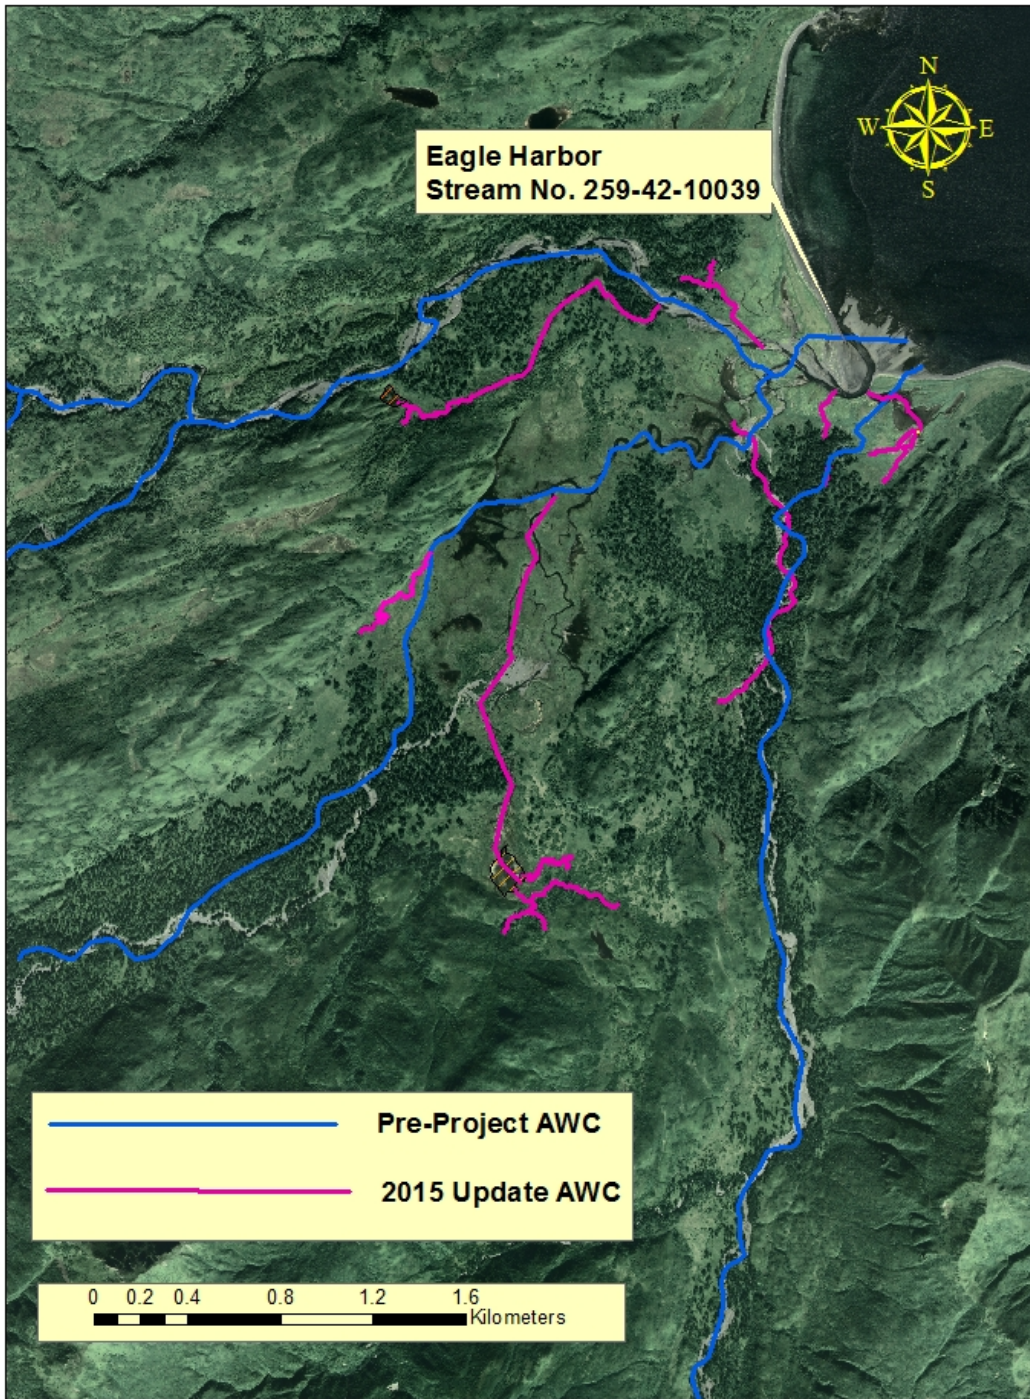 N
W E
S
Eagle Harbor
Stream No. 259-42-10039
Pre-Project AWC
2015 Update AWC
0 0.2 0.4 0.8 1.2 1.6
Kilometers